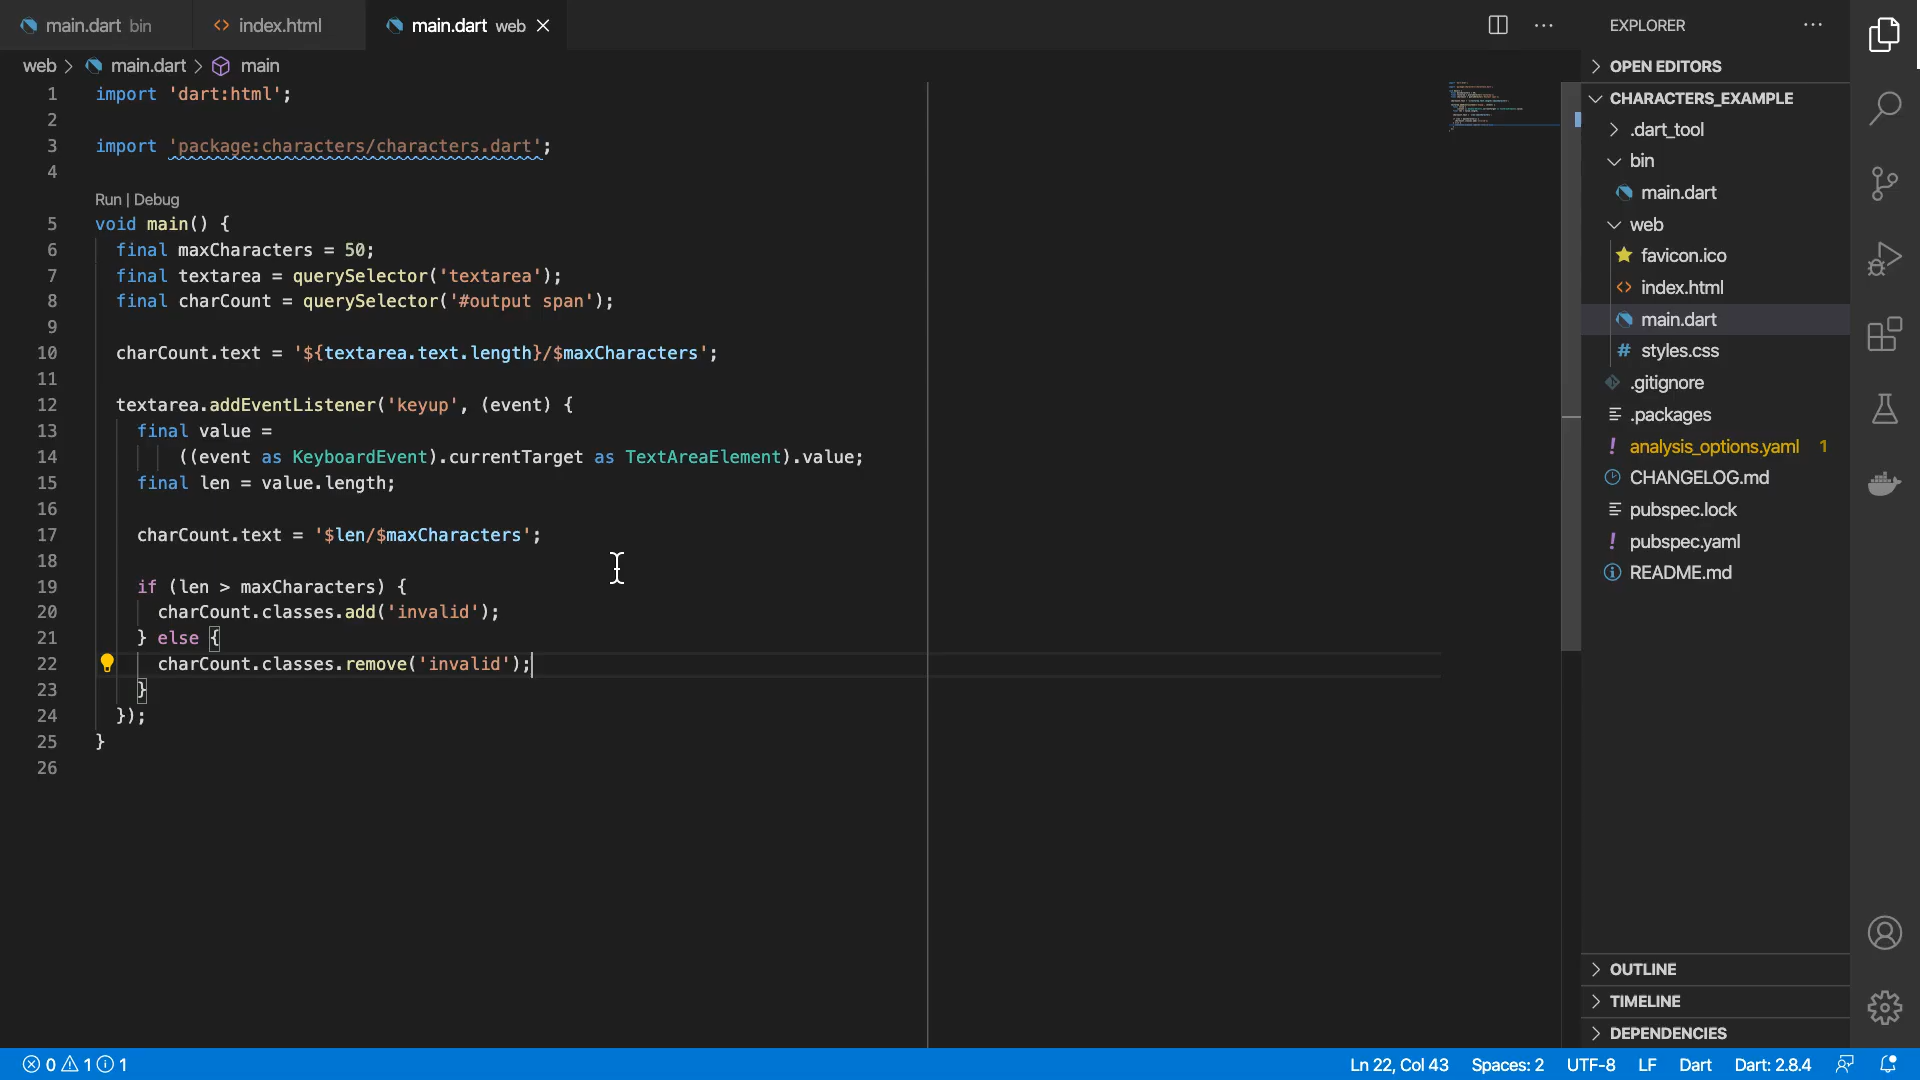 main.dart bin
index.html
main.dart web
web > main.dart > main
1 import 'dart:html';
2
3 import 'package:characters/characters.dart';
4
Run | Debug
5 void main() {
6 final maxCharacters = 50;
7 final textarea = querySelector('textarea');
8 final charCount = querySelector('#output span');
9
10 charCount.text = '${textarea.text.length}/$maxCharacters';
11
12 textarea.addEventListener('keyup', (event) {
13 final value =
14 ((event as KeyboardEvent).currentTarget as TextAreaElement).value;
15 final len = value.length;
16
17 charCount.text = '$len/$maxCharacters';
18
19 if (len > maxCharacters) {
20 charCount.classes.add('invalid');
21 } else {
22 charCount.classes.remove('invalid');
23 }
24 });
25 }
26
EXPLORER
OPEN EDITORS
CHARACTERS_EXAMPLE
.dart_tool
bin
main.dart
web
favicon.ico
index.html
main.dart
styles.css
.gitignore
.packages
analysis_options.yaml 1
CHANGELOG.md
pubspec.lock
pubspec.yaml
README.md
OUTLINE
TIMELINE
DEPENDENCIES
0 1 1
Ln 22, Col 43 Spaces: 2 UTF-8 LF Dart Dart: 2.8.4